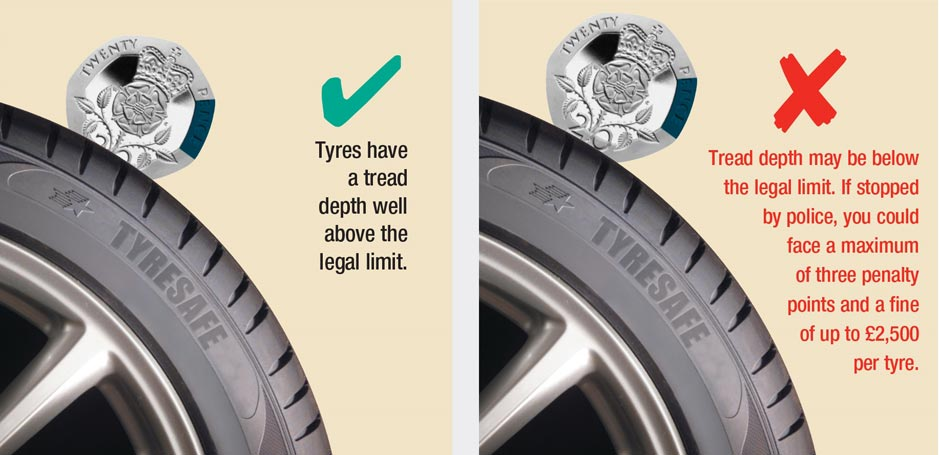 TWENTY PENCE
20
Tyres have
a tread
depth well
above the
legal limit.
TYRESAFE
TWENTY PENCE
20
Tread depth may be below
the legal limit. If stopped
by police, you could
face a maximum
of three penalty
points and a fine
of up to £2,500
per tyre.
TYRESAFE